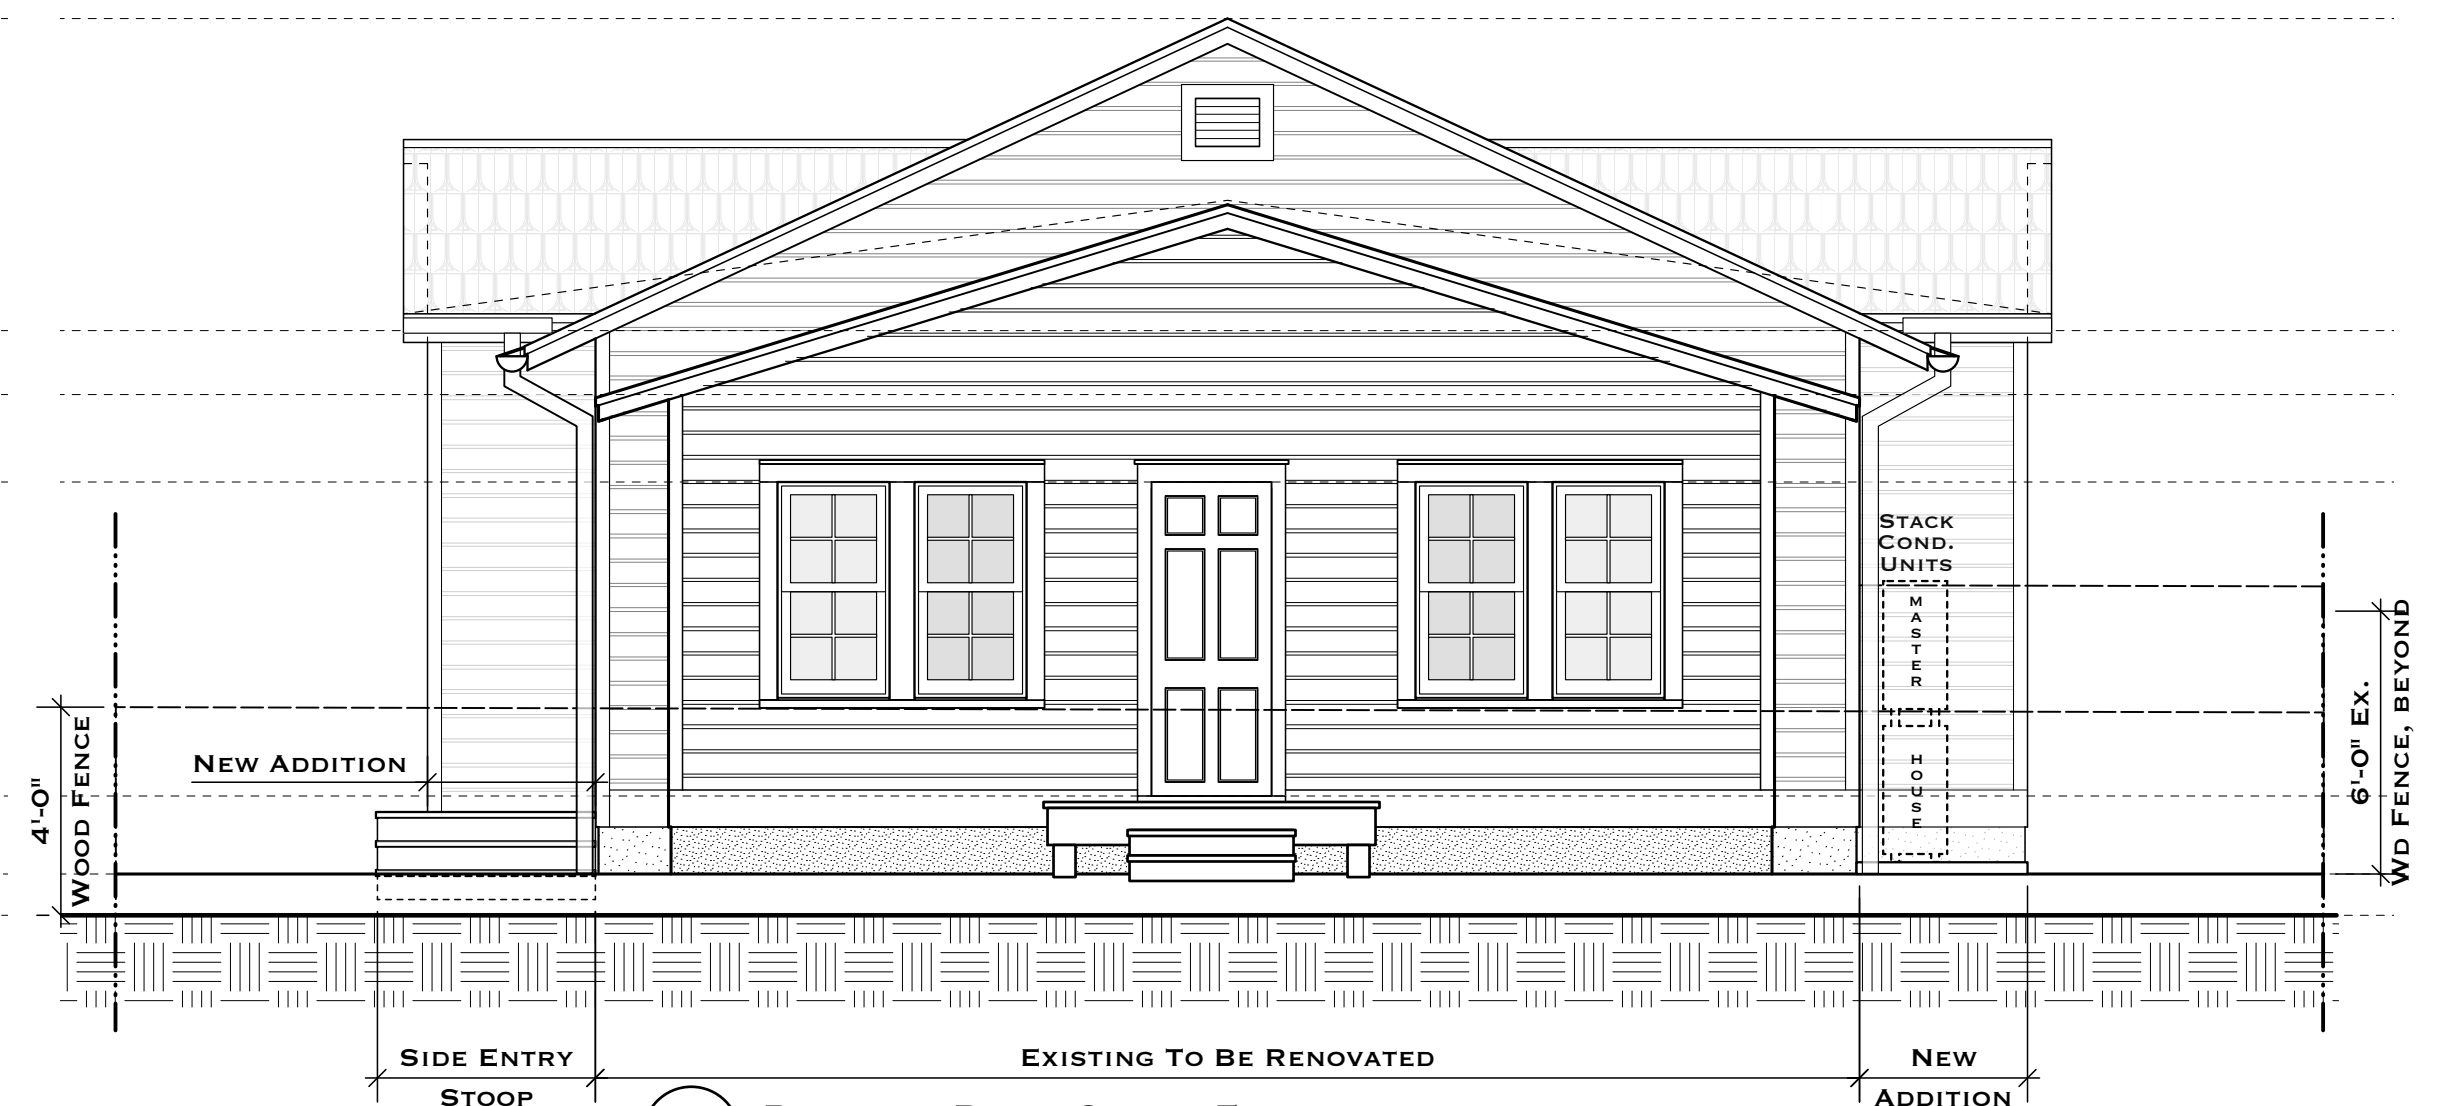 STACK
COND.
UNITS
MASTER
HOUSE
NEW ADDITION
4'-0"
WOOD FENCE
6'-0" EX.
WD FENCE, BEYOND
SIDE ENTRY
STOOP
EXISTING TO BE RENOVATED
NEW
ADDITION